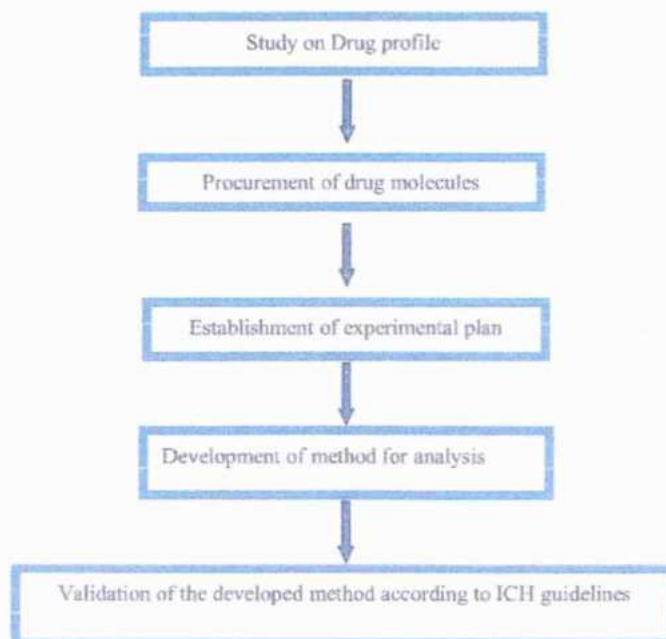 Study on Drug profile
Procurement of drug molecules
Establishment of experimental plan
Development of method for analysis
Validation of the developed method according to ICH guidelines